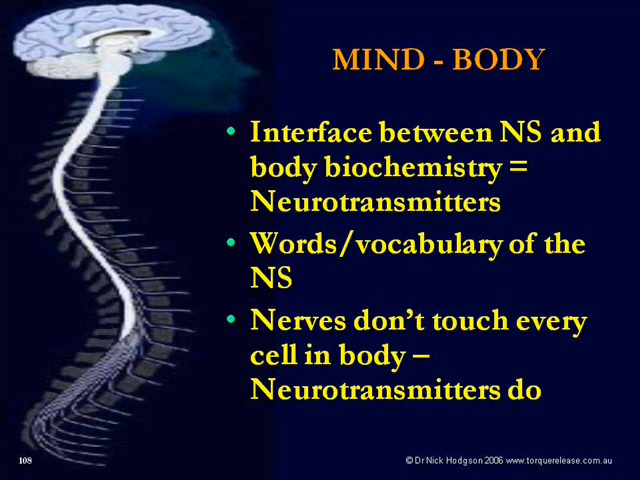 MIND - BODY
• Interface between NS and
body biochemistry =
Neurotransmitters
• Words/vocabulary of the
NS
• Nerves don’t touch every
cell in body –
Neurotransmitters do
108
© Dr Nick Hodgson 2006 www.torquerelease.com.au